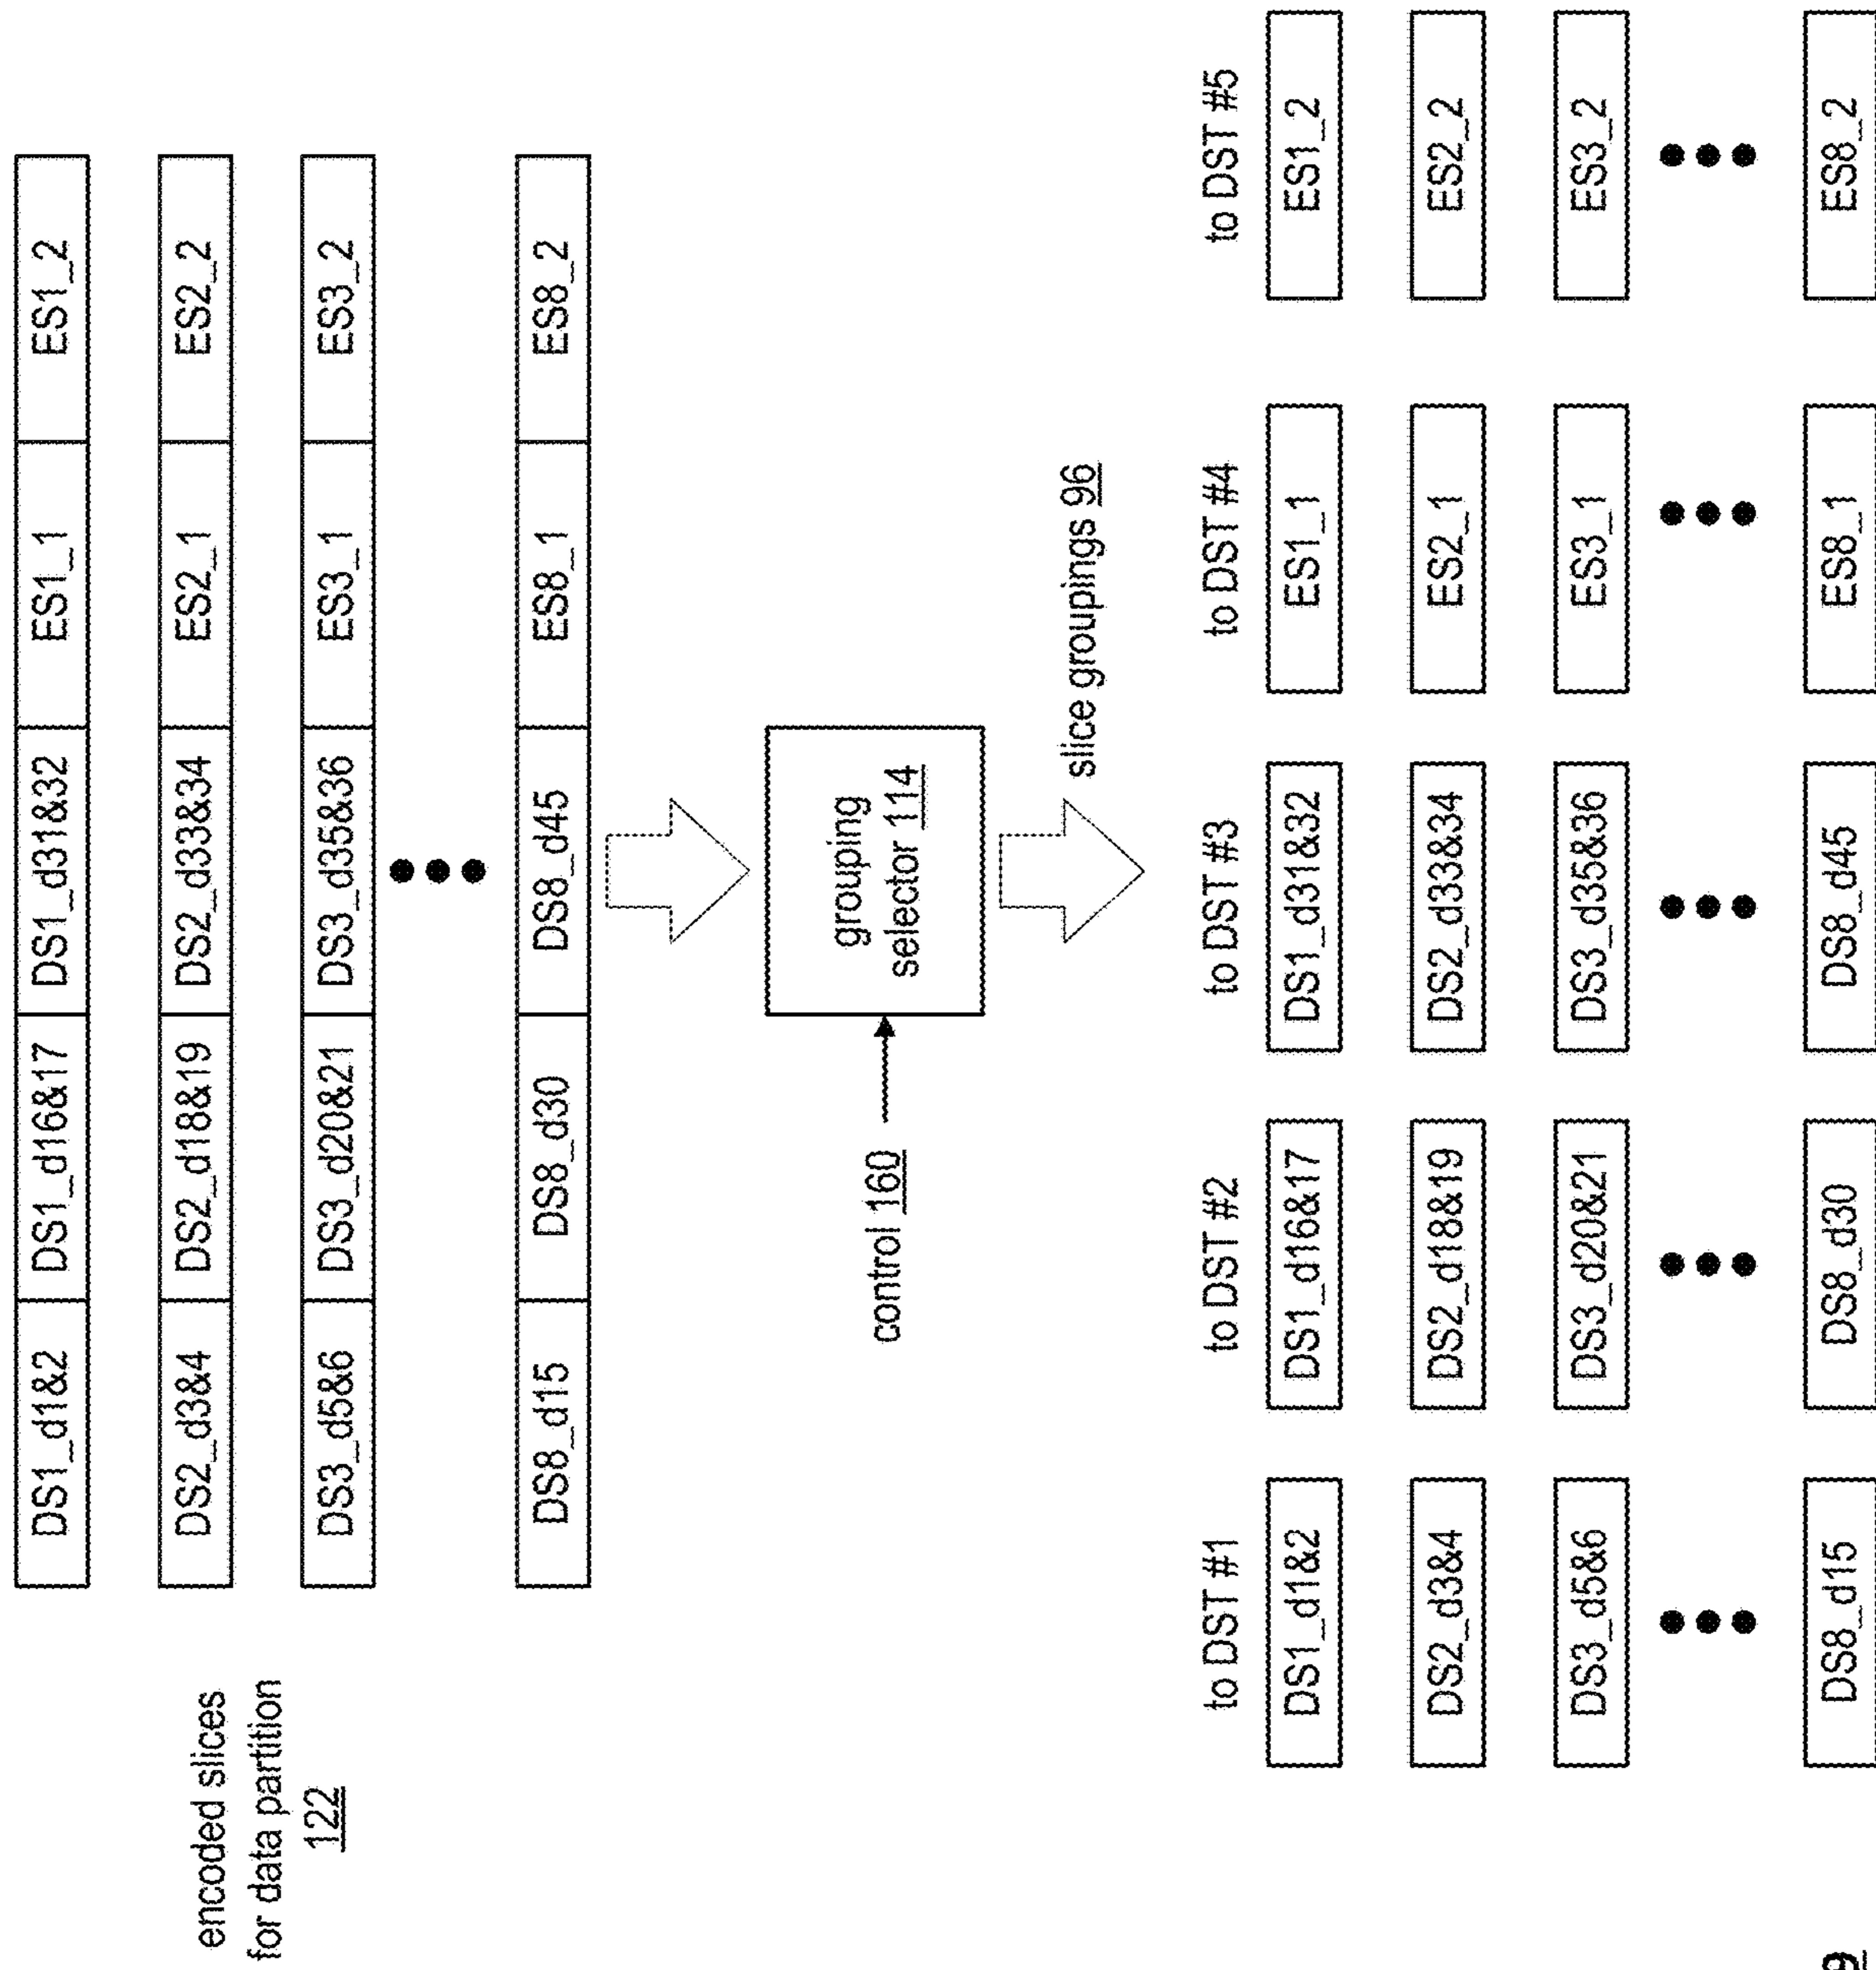 encoded slices
for data partition
122
DS1_d1&2 DS1_d16&17 DS1_d31&32 ES1_1 ES1_2
DS2_d3&4 DS2_d18&19 DS2_d33&34 ES2_1 ES2_2
DS3_d5&6 DS3_d20&21 DS3_d35&36 ES3_1 ES3_2
DS8_d15 DS8_d30 DS8_d45 ES8_1 ES8_2
control 160
grouping
selector 114
slice groupings 96
to DST #1 to DST #2 to DST #3 to DST #4 to DST #5
DS1_d1&2 DS1_d16&17 DS1_d31&32 ES1_1 ES1_2
DS2_d3&4 DS2_d18&19 DS2_d33&34 ES2_1 ES2_2
DS3_d5&6 DS3_d20&21 DS3_d35&36 ES3_1 ES3_2
DS8_d15 DS8_d30 DS8_d45 ES8_1 ES8_2